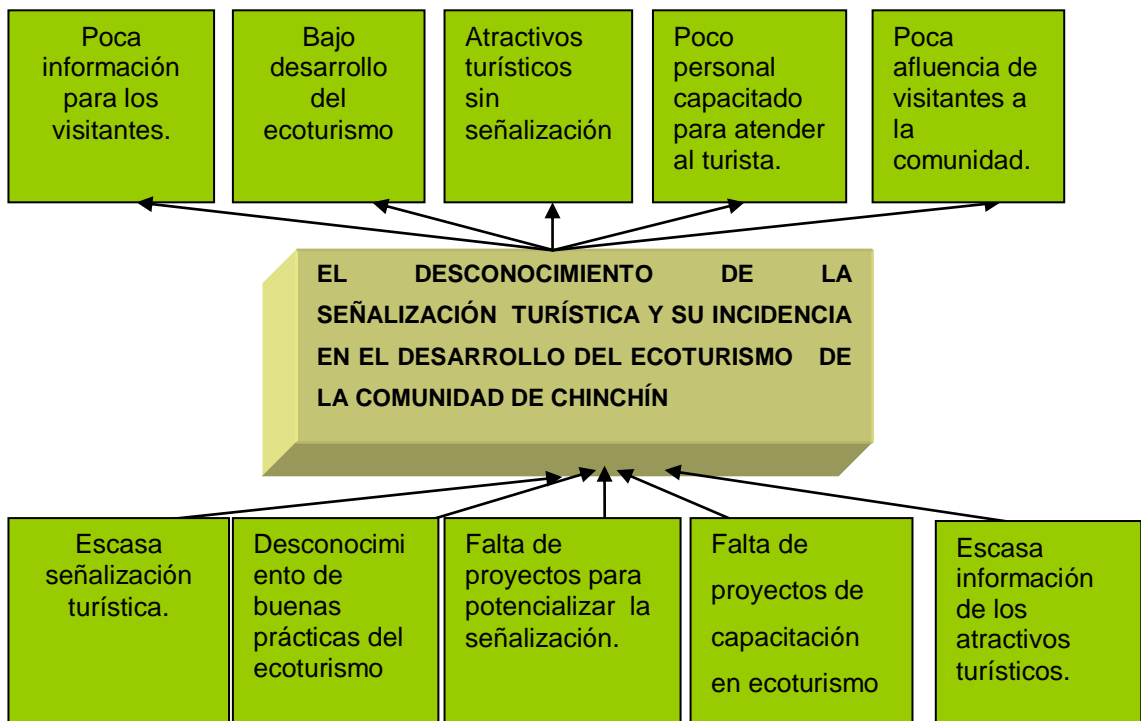 Poca
información
para los
visitantes.
Bajo
desarrollo
del
ecoturismo
Atractivos
turísticos
sin
señalización
Poco
personal
capacitado
para atender
al turista.
Poca
afluencia de
visitantes a
la
comunidad.
EL DESCONOCIMIENTO DE LA
SEÑALIZACIÓN TURÍSTICA Y SU INCIDENCIA
EN EL DESARROLLO DEL ECOTURISMO DE
LA COMUNIDAD DE CHINCHÍN
Escasa
señalización
turística.
Desconocimi
ento de
buenas
prácticas del
ecoturismo
Falta de
proyectos para
potencializar la
señalización.
Falta de
proyectos de
capacitación
en ecoturismo
Escasa
información
de los
atractivos
turísticos.